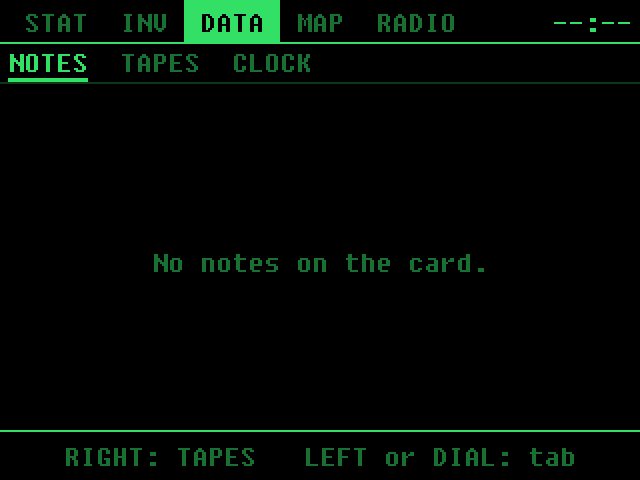 STAT INV DATA MAP RADIO --:--
NOTES TAPES CLOCK
No notes on the card.
RIGHT: TAPES LEFT or DIAL: tab